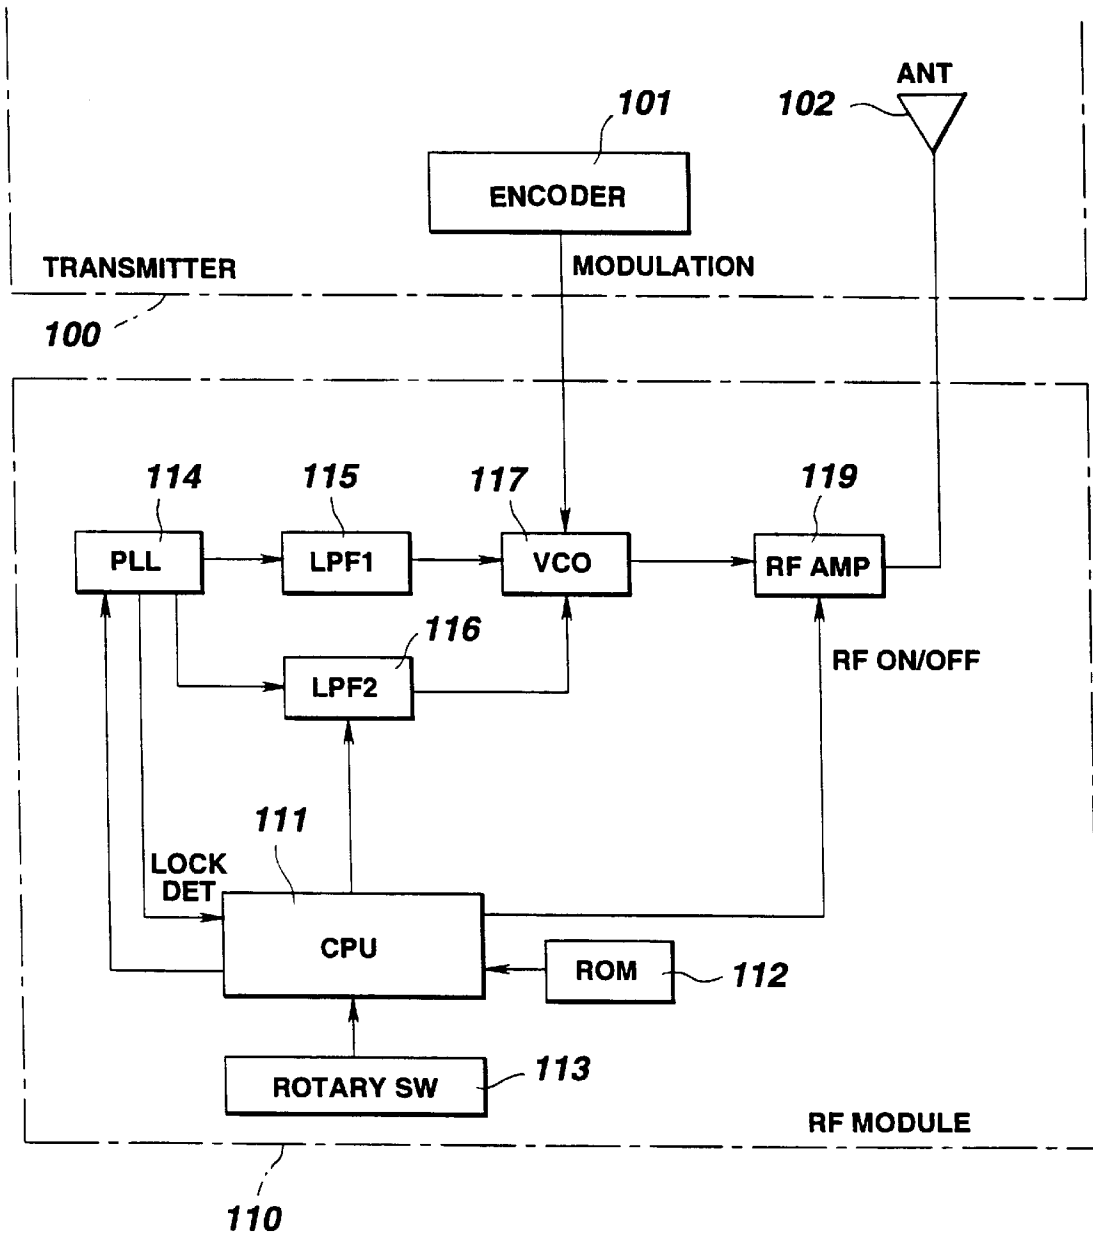 ANT
101
102
ENCODER
TRANSMITTER
MODULATION
100
114
115
117
119
PLL
LPF1
VCO
RF AMP
116
LPF2
RF ON/OFF
111
LOCK
DET
CPU
ROM
112
ROTARY SW
113
RF MODULE
110